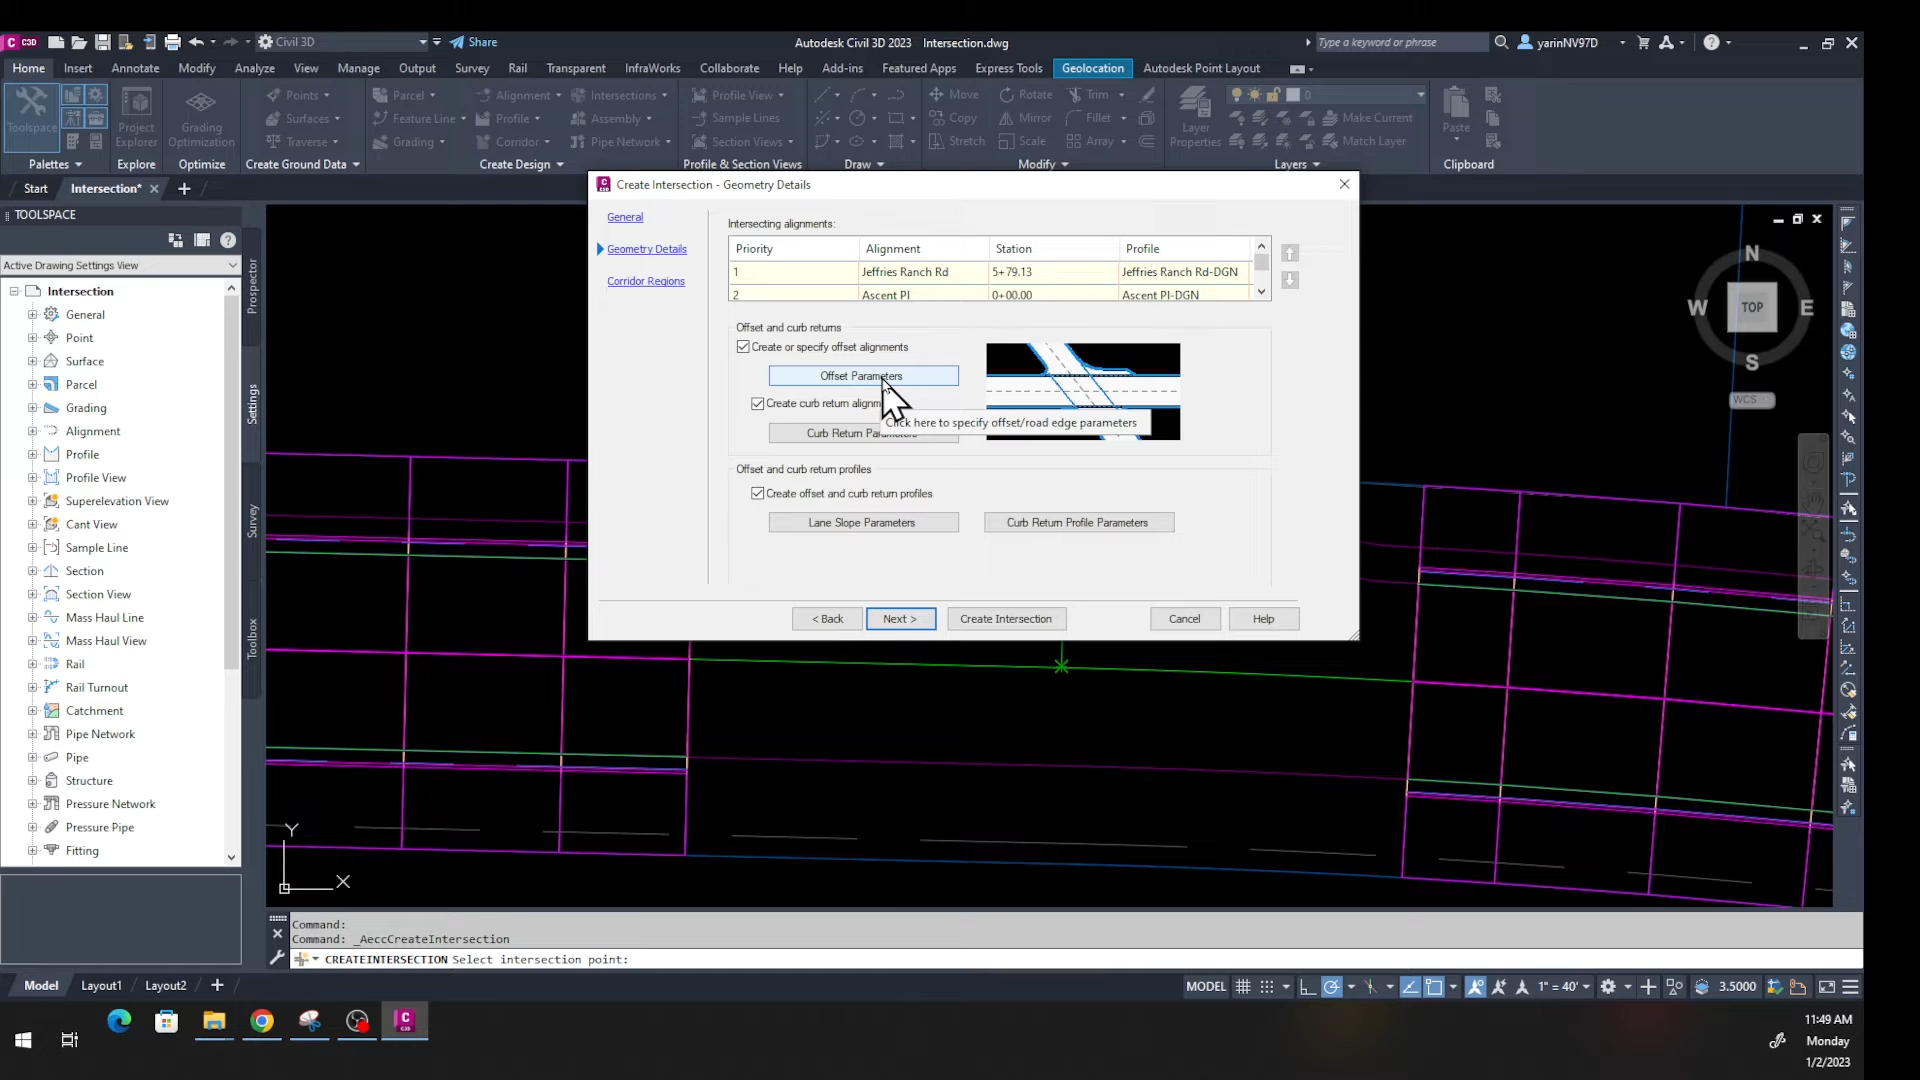 C3D
Civil 3D
Share
Autodesk Civil 3D 2023 Intersection.dwg
Type a keyword or phrase
yarinNV97D
Home Insert Annotate Modify Analyze View Manage Output Survey Rail Transparent InfraWorks Collaborate Help Add-ins Featured Apps Express Tools Geolocation Autodesk Point Layout
Toolspace
Project Explorer
Grading Optimization
Points
Surfaces
Traverse
Parcel
Feature Line
Grading
Alignment
Profile
Corridor
Intersections
Assembly
Pipe Network
Profile View
Sample Lines
Section Views
Move
Copy
Stretch
Rotate
Mirror
Scale
Trim
Fillet
Array
Layer Properties
0
Make Current
Match Layer
Paste
Palettes Explore Optimize Create Ground Data Create Design Profile & Section Views Draw Modify Layers Clipboard
Start Intersection*
TOOLSPACE
Active Drawing Settings View
Intersection
General
Point
Surface
Parcel
Grading
Alignment
Profile
Profile View
Superelevation View
Cant View
Sample Line
Section
Section View
Mass Haul Line
Mass Haul View
Rail
Rail Turnout
Catchment
Pipe Network
Pipe
Structure
Pressure Network
Pressure Pipe
Fitting
Prospector
Settings
Survey
Toolbox
C3D
Create Intersection - Geometry Details
General
Geometry Details
Corridor Regions
Intersecting alignments:
Priority Alignment Station Profile
1 Jeffries Ranch Rd 5+79.13 Jeffries Ranch Rd-DGN
2 Ascent Pl 0+00.00 Ascent Pl-DGN
Offset and curb returns
Create or specify offset alignments
Offset Parameters
Create curb return alignm
Click here to specify offset/road edge parameters
Curb Return Parameters
Offset and curb return profiles
Create offset and curb return profiles
Lane Slope Parameters Curb Return Profile Parameters
< Back Next > Create Intersection Cancel Help
N
W TOP E
S
WCS
Y
X
Command:
Command: _AeccCreateIntersection
CREATEINTERSECTION Select intersection point:
Model Layout1 Layout2
MODEL
1" = 40'
3.5000
C3D
11:49 AM
Monday
1/2/2023